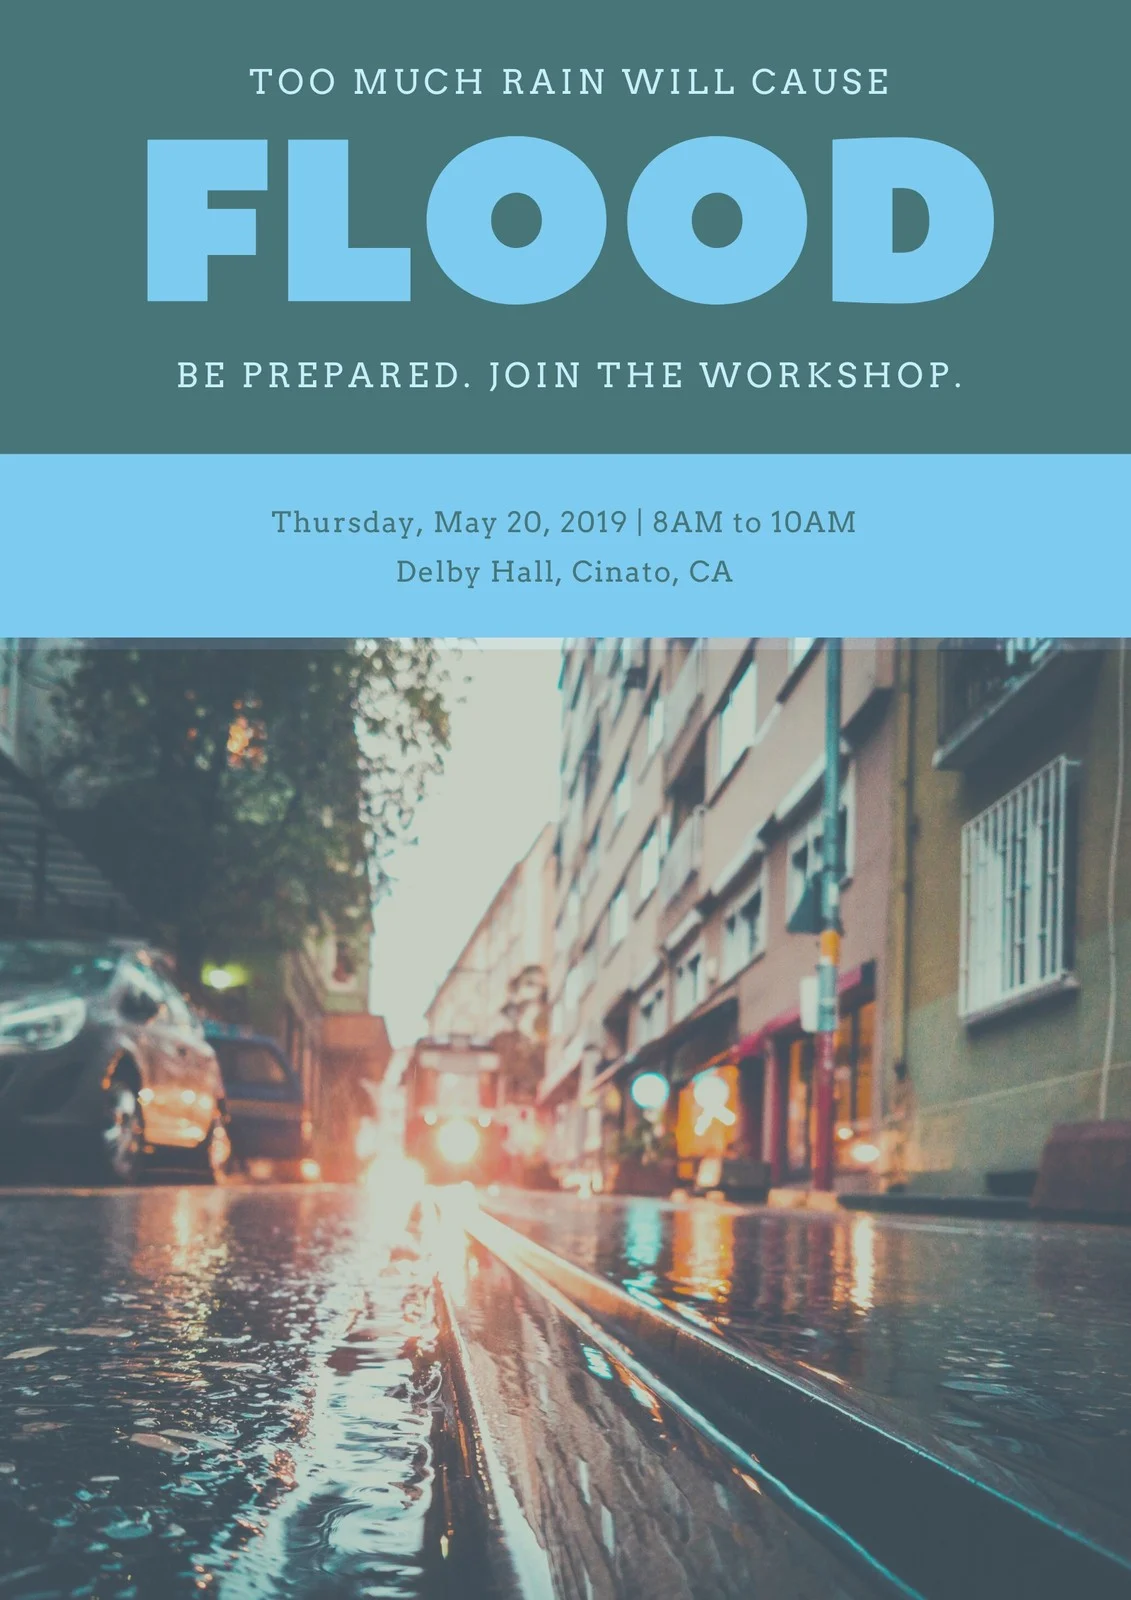 TOO MUCH RAIN WILL CAUSE
FLOOD
BE PREPARED. JOIN THE WORKSHOP.
Thursday, May 20, 2019 | 8AM to 10AM
Delby Hall, Cinato, CA